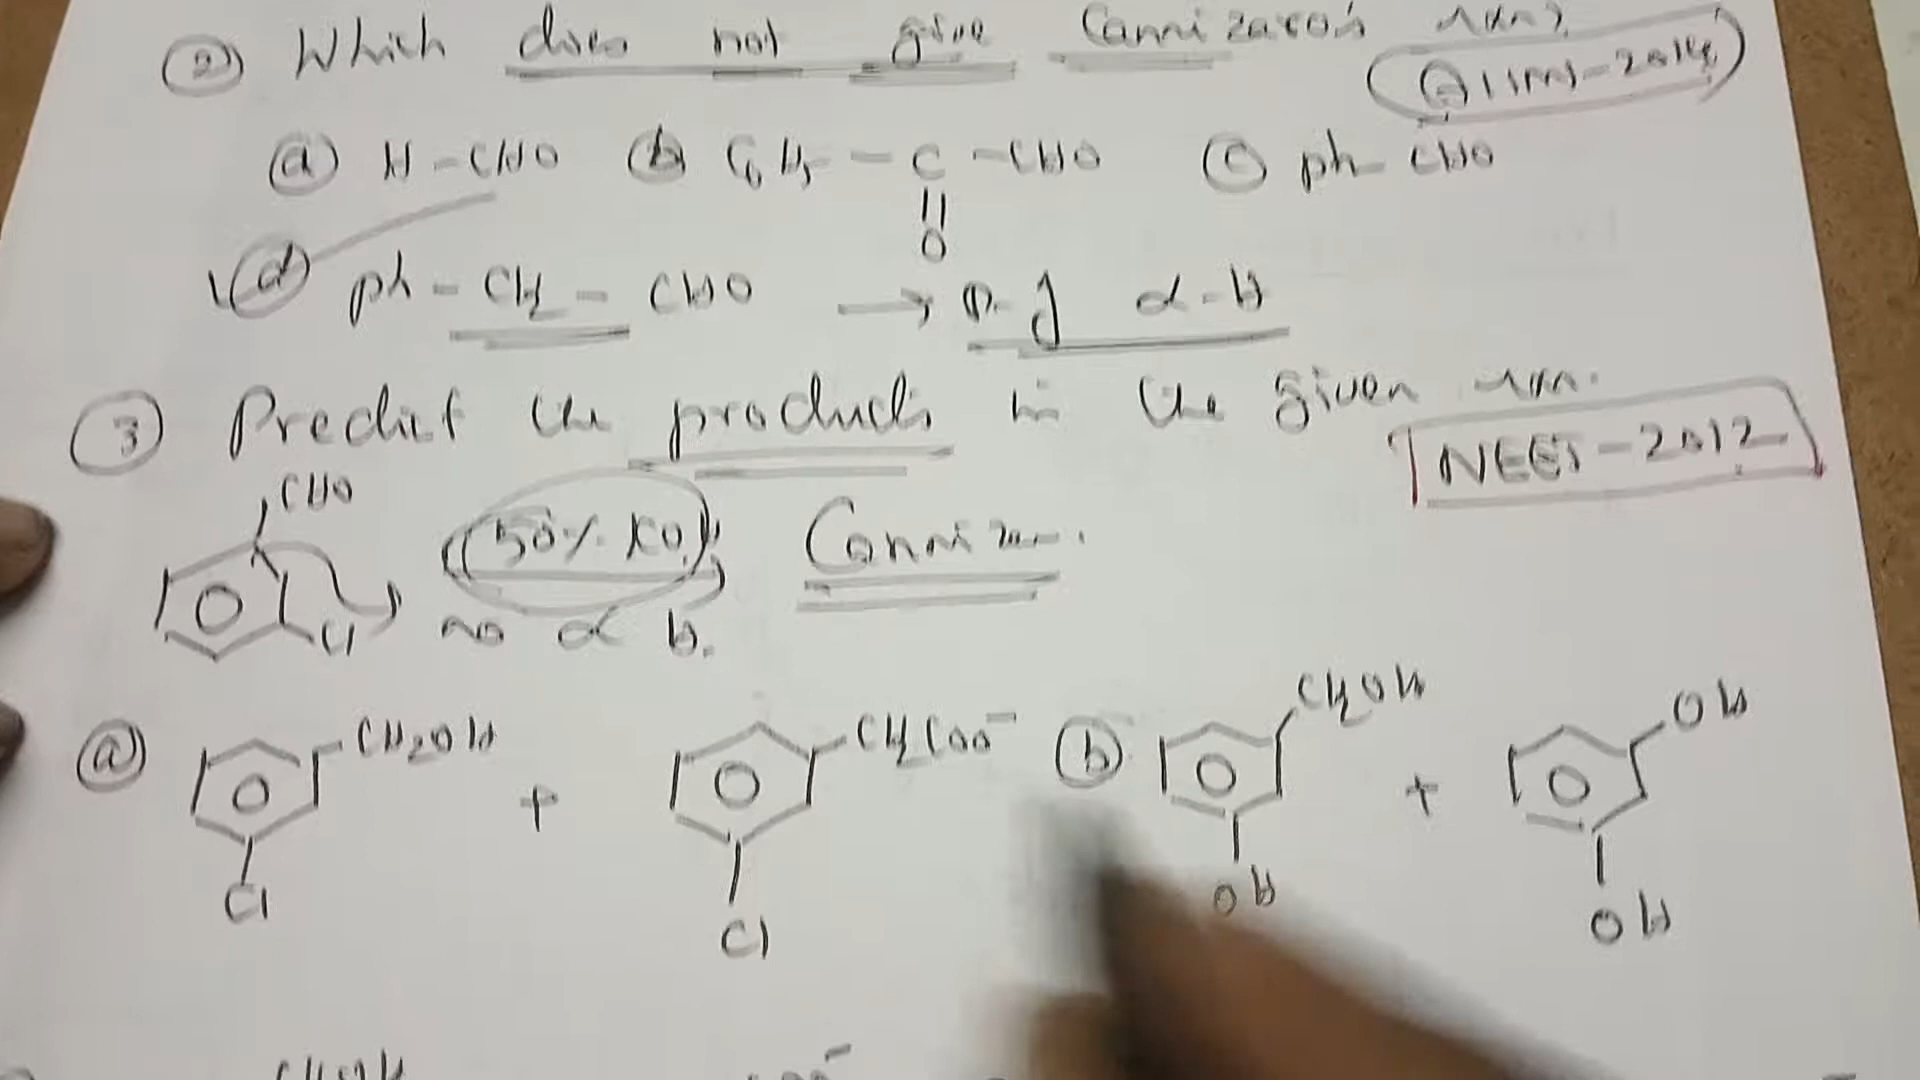 ② Which does not give Cannizaro's rxn?
AIIMS-2014
ⓐ H-CHO ⓑ C6H5-C-CHO ⓒ ph-CHO
O
ⓓ ph-CH2-CHO → α-H
③ Predict the products in the given rxn.
NEET-2012
CHO
50% KOH
Cl no α H.
ⓐ CH2OH + CH2COO⁻ ⓑ CH2OH + OH
Cl Cl OH OH